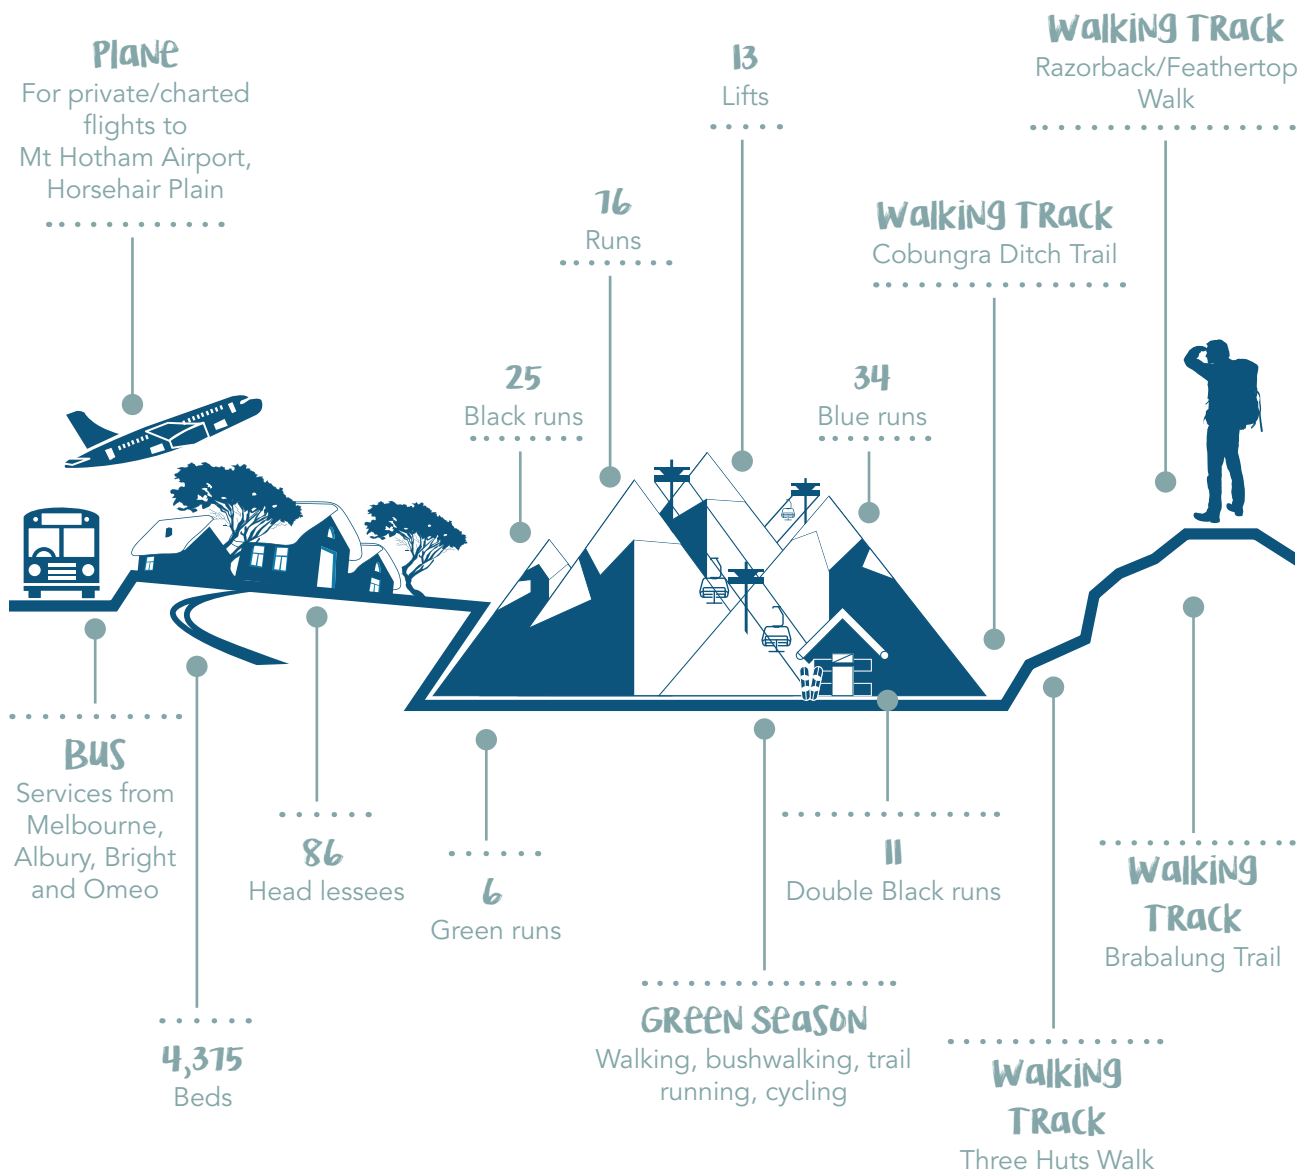 PLANE
For private/charted
flights to
Mt Hotham Airport,
Horsehair Plain
13
Lifts
WALKING TRACK
Razorback/Feathertop
Walk
76
Runs
WALKING TRACK
Cobungra Ditch Trail
25
Black runs
34
Blue runs
BUS
Services from
Melbourne,
Albury, Bright
and Omeo
86
Head lessees
6
Green runs
11
Double Black runs
WALKING
TRACK
Brabalung Trail
4,375
Beds
GREEN SEASON
Walking, bushwalking, trail
running, cycling
WALKING
TRACK
Three Huts Walk